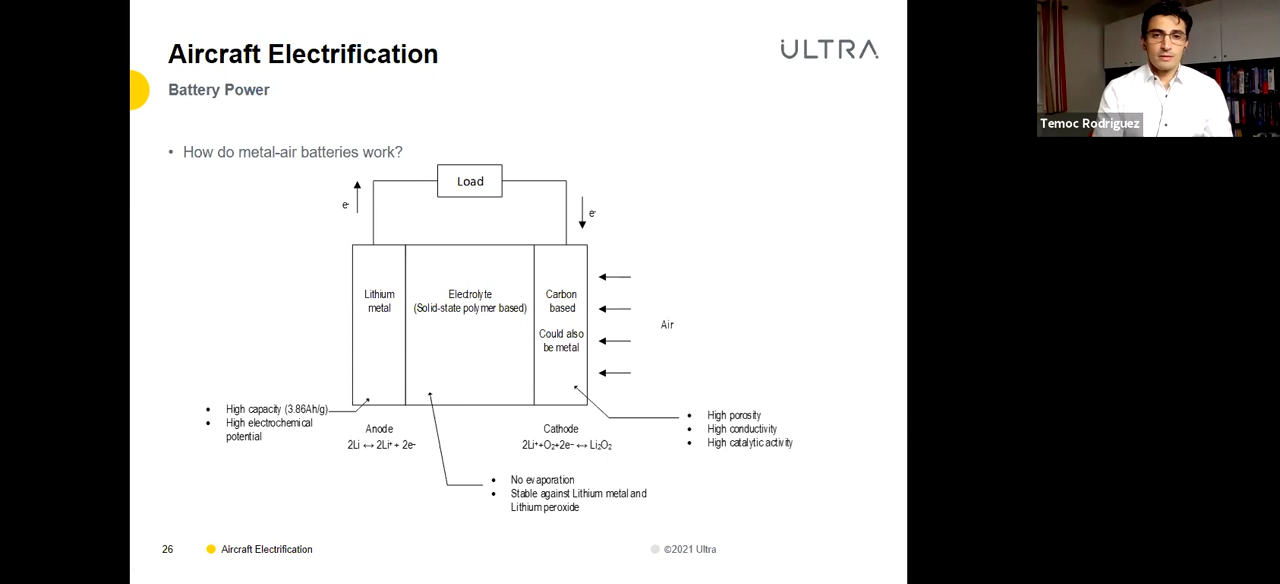 Aircraft Electrification
ULTRA
Battery Power
Temoc Rodriguez
• How do metal-air batteries work?
Load
e-
e-
Lithium
metal
Electrolyte
(Solid-state polymer based)
Carbon
based
Could also
be metal
Air
• High capacity (3.86Ah/g)
• High electrochemical
potential
Anode
2Li ↔ 2Li⁺ + 2e-
Cathode
2Li⁺+O₂+2e- ↔ Li₂O₂
• High porosity
• High conductivity
• High catalytic activity
• No evaporation
• Stable against Lithium metal and
Lithium peroxide
26
Aircraft Electrification
©2021 Ultra